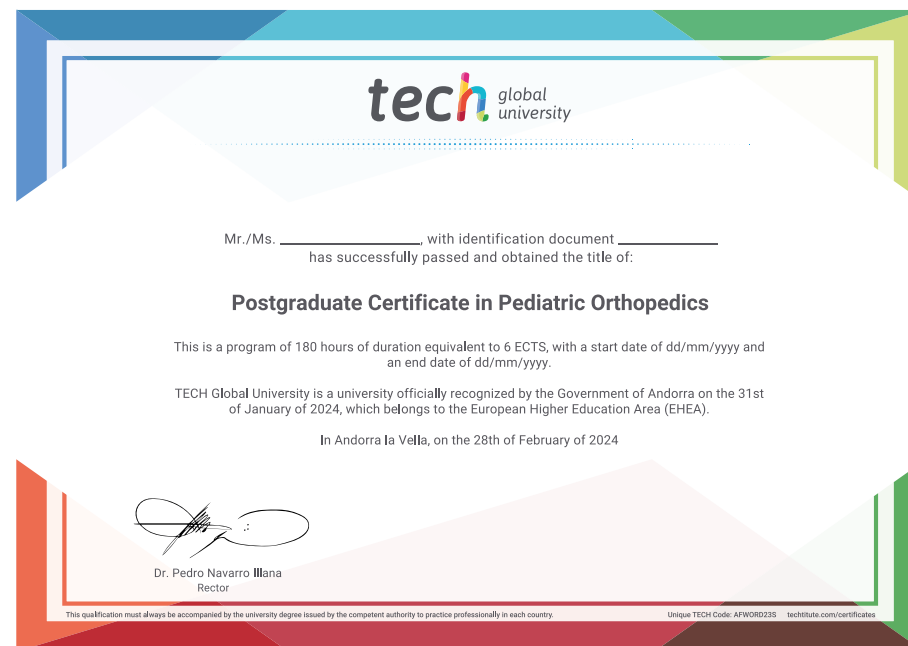 tech global
university
Mr./Ms. ____________________, with identification document ______________
has successfully passed and obtained the title of:
Postgraduate Certificate in Pediatric Orthopedics
This is a program of 180 hours of duration equivalent to 6 ECTS, with a start date of dd/mm/yyyy and
an end date of dd/mm/yyyy.
TECH Global University is a university officially recognized by the Government of Andorra on the 31st
of January of 2024, which belongs to the European Higher Education Area (EHEA).
In Andorra la Vella, on the 28th of February of 2024
Dr. Pedro Navarro Illana
Rector
This qualification must always be accompanied by the university degree issued by the competent authority to practice professionally in each country. Unique TECH Code: AFWORD23S techtitute.com/certificates